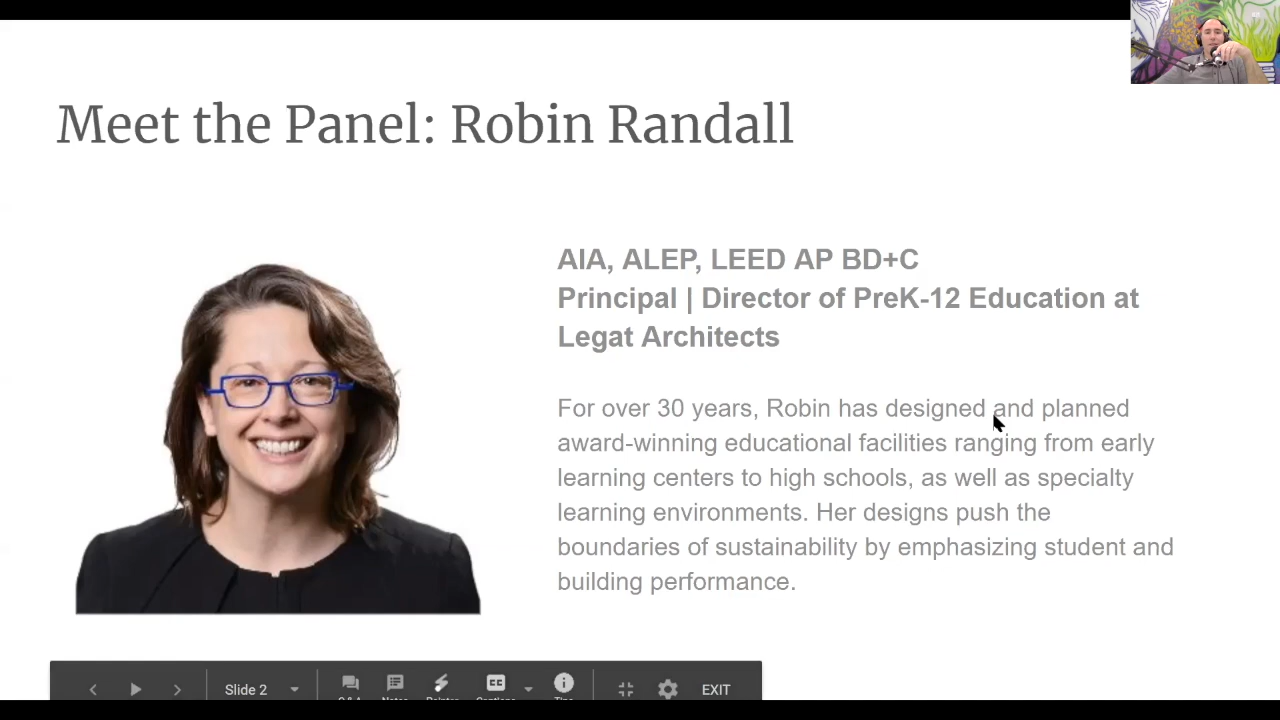 Meet the Panel: Robin Randall
AIA, ALEP, LEED AP BD+C
Principal | Director of PreK-12 Education at
Legat Architects
For over 30 years, Robin has designed and planned
award-winning educational facilities ranging from early
learning centers to high schools, as well as specialty
learning environments. Her designs push the
boundaries of sustainability by emphasizing student and
building performance.
Slide 2
CC
EXIT